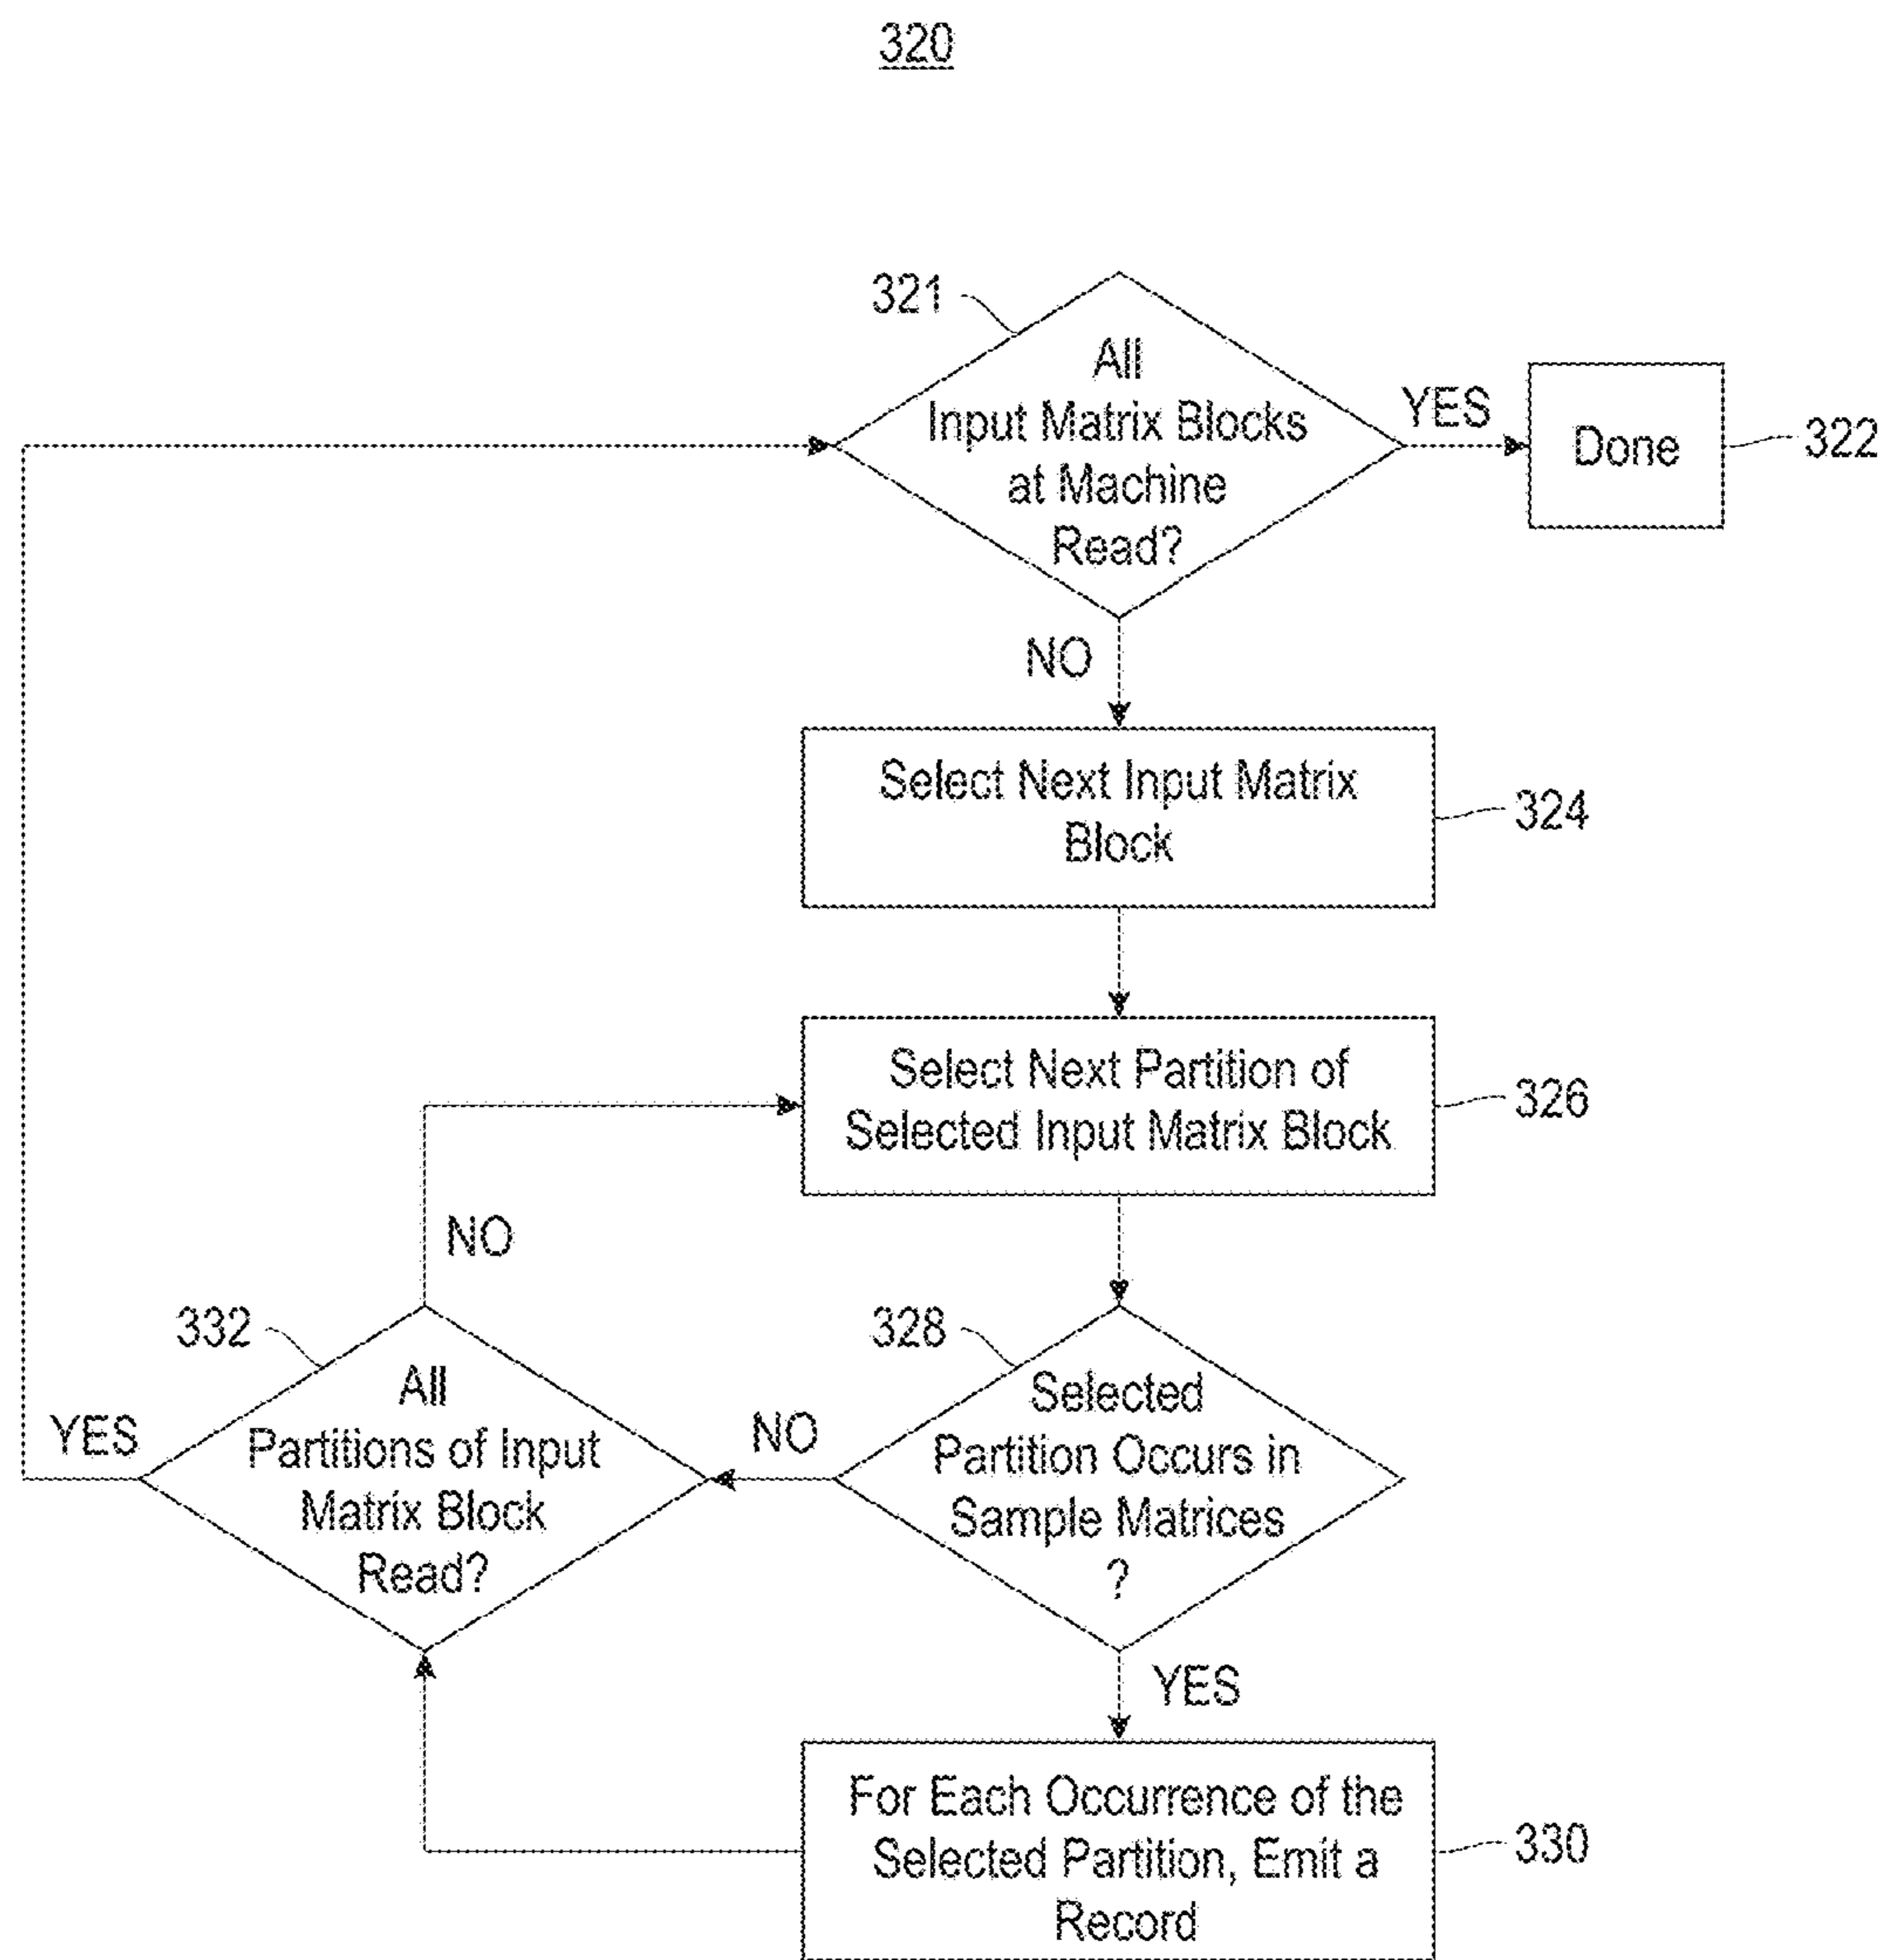 320
321
All
Input Matrix Blocks
at Machine
Read?
YES
Done
322
NO
Select Next Input Matrix
Block
324
Select Next Partition of
Selected Input Matrix Block
326
NO
332
All
Partitions of Input
Matrix Block
Read?
YES
NO
328
Selected
Partition Occurs in
Sample Matrices
?
YES
For Each Occurrence of the
Selected Partition, Emit a
Record
330